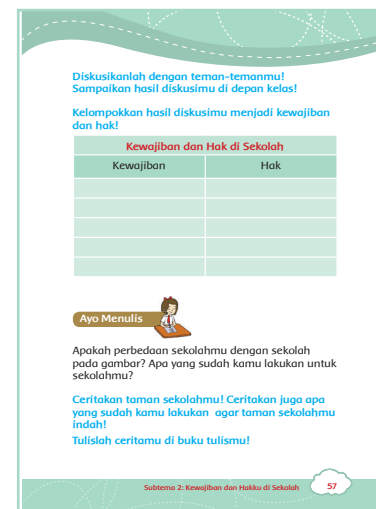 Diskusikanlah dengan teman-temanmu!
Sampaikan hasil diskusimu di depan kelas!
Kelompokkan hasil diskusimu menjadi kewajiban
dan hak!
Kewajiban dan Hak di Sekolah
Kewajiban Hak
Ayo Menulis
Apakah perbedaan sekolahmu dengan sekolah
pada gambar? Apa yang sudah kamu lakukan untuk
sekolahmu?
Ceritakan taman sekolahmu! Ceritakan juga apa
yang sudah kamu lakukan agar taman sekolahmu
indah!
Tulislah ceritamu di buku tulismu!
Subtema 2: Kewajiban dan Hakku di Sekolah 57